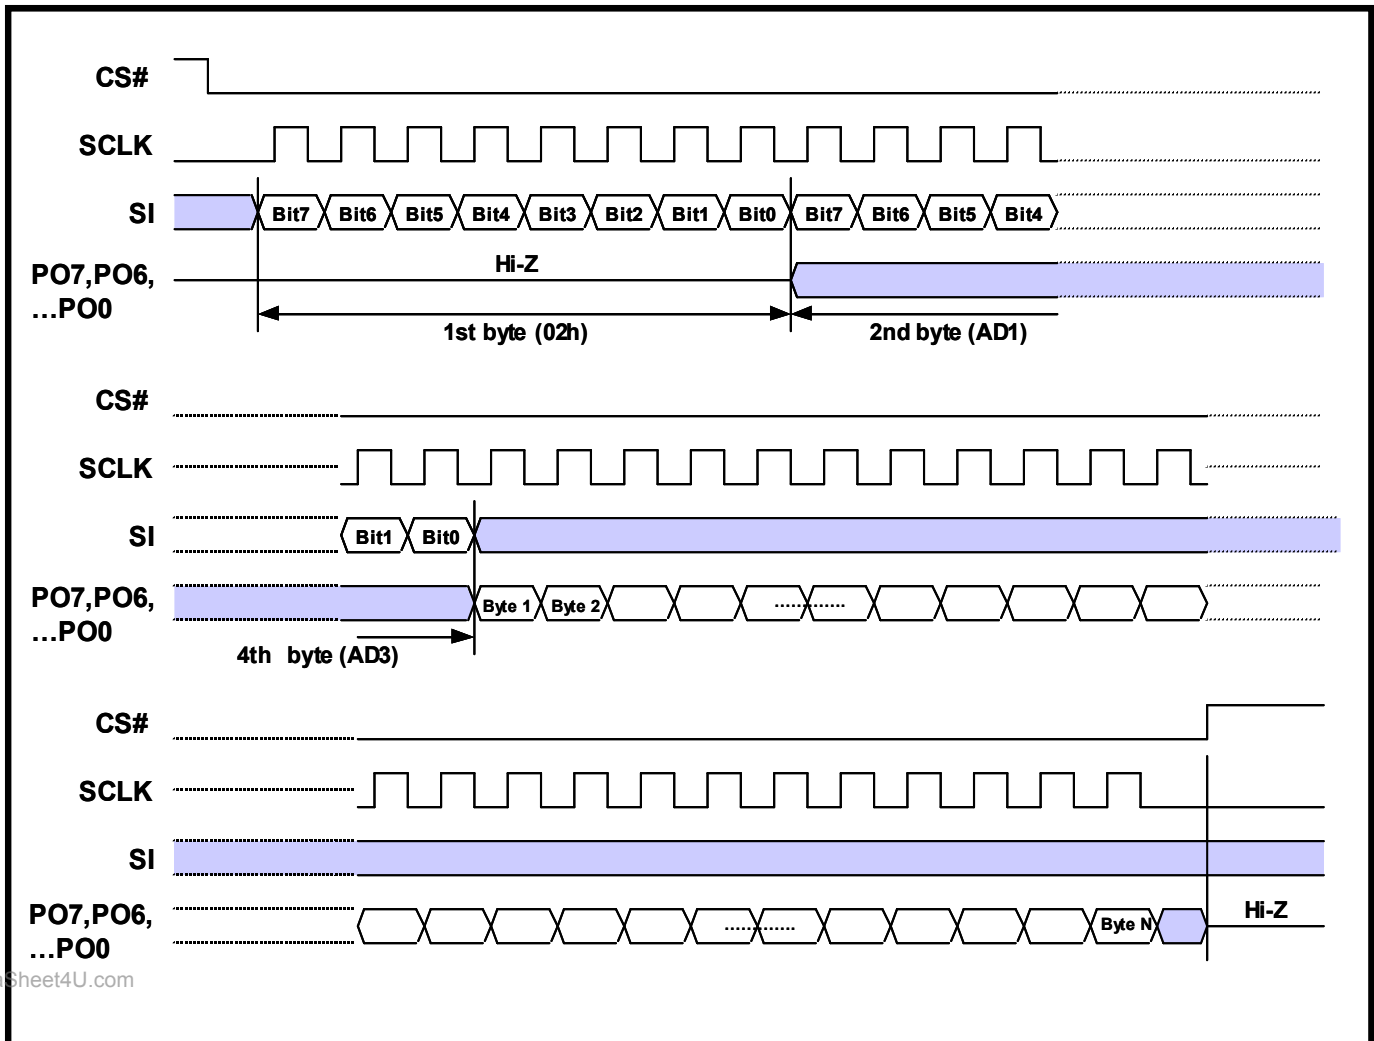 CS#
SCLK
SI
Bit7 Bit6 Bit5 Bit4 Bit3 Bit2 Bit1 Bit0 Bit7 Bit6 Bit5 Bit4
PO7,PO6,
...PO0
Hi-Z
1st byte (02h)
2nd byte (AD1)
CS#
SCLK
SI
Bit1 Bit0
PO7,PO6,
...PO0
Byte 1 Byte 2
4th byte (AD3)
CS#
SCLK
SI
PO7,PO6,
...PO0
Byte N
Hi-Z
Sheet4U.com